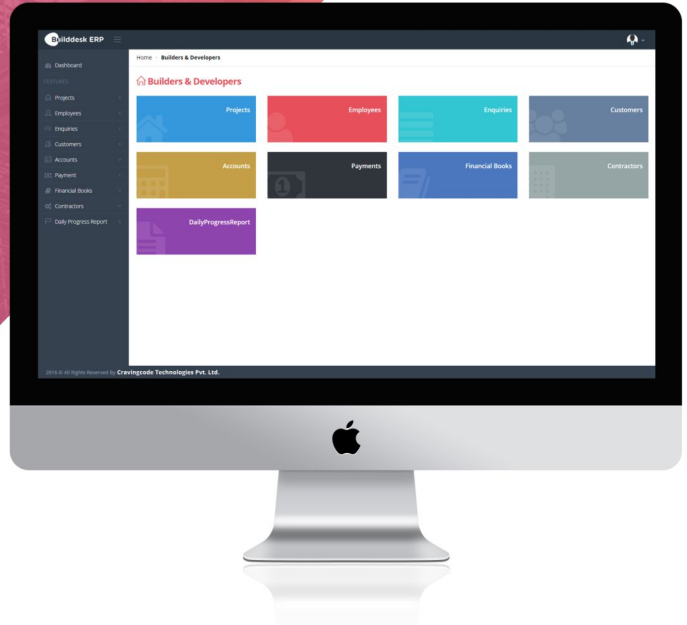 Builddesk ERP
Home Builders & Developers
Dashboard
FEATURES
Projects
Employees
Enquiries
Customers
Accounts
Payment
Financial Books
Contractors
Daily Progress Report
Builders & Developers
Projects
Employees
Enquiries
Customers
Accounts
Payments
Financial Books
Contractors
DailyProgressReport
2016 © All Rights Reserved By Cravingcode Technologies Pvt. Ltd.